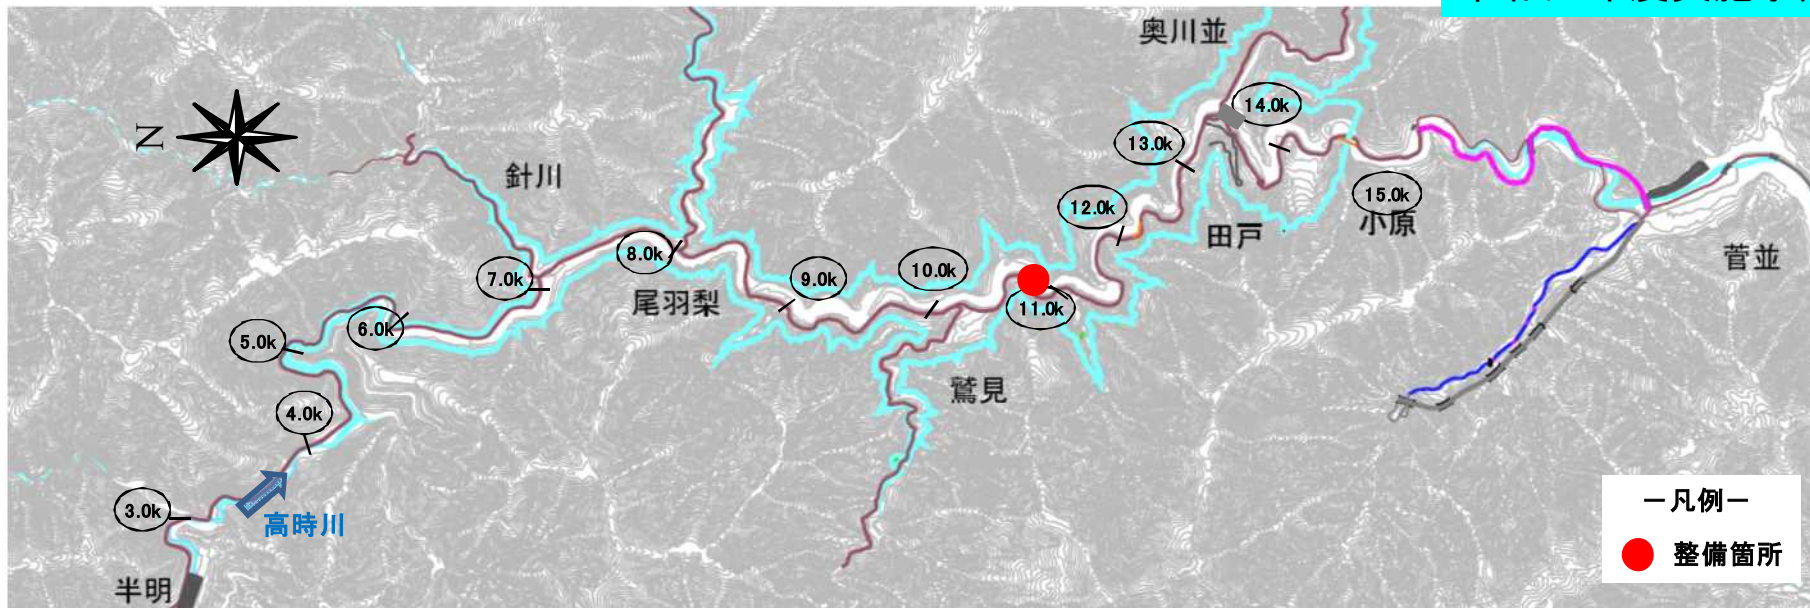 奥川並
14.0k
N
13.0k
針川
15.0k
12.0k
小原
田戸
8.0k
菅並
10.0k
7.0k
9.0k
尾羽梨
11.0k
6.0k
5.0k
鷲見
4.0k
ー凡例ー
3.0k
高時川
整備箇所
半明